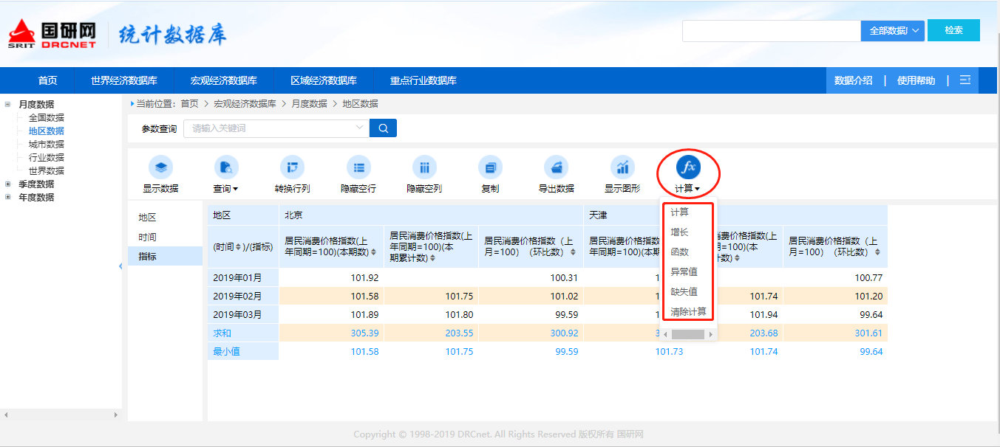 国研网
SRIT DRCNET
统计数据库
全部数据
检索
首页 世界经济数据库 宏观经济数据库 区域经济数据库 重点行业数据库 数据介绍 | 使用帮助 |
月度数据
全国数据
地区数据
城市数据
行业数据
世界数据
季度数据
年度数据
当前位置: 首页 > 宏观经济数据库 > 月度数据 > 地区数据
参数查询 请输入关键词
显示数据 查询 转换行列 隐藏空行 隐藏空列 复制 导出数据 显示图形 fx 计算
计算
增长
函数
异常值
缺失值
清除计算
地区
时间
指标
地区 北京 天津
(时间)/(指标)
居民消费价格指数(上
年同期=100)(本期数)
居民消费价格指数(上
年同期=100)(本
期累计数)
居民消费价格指数（上
月=100）（环比数）
居民消费价格指数
年同期=100)(本期
消费价格指数(上
=100)(本
数)
居民消费价格指数（上
月=100）（环比数）
2019年01月 101.92 100.31 1 100.77
2019年02月 101.58 101.75 101.02 1 101.74 101.20
2019年03月 101.89 101.80 99.59 1 101.94 99.64
求和 305.39 203.55 300.92 3 203.68 301.61
最小值 101.58 101.75 99.59 101.73 101.74 99.64
Copyright © 1998-2019 DRCnet. All Rights Reserved 版权所有 国研网